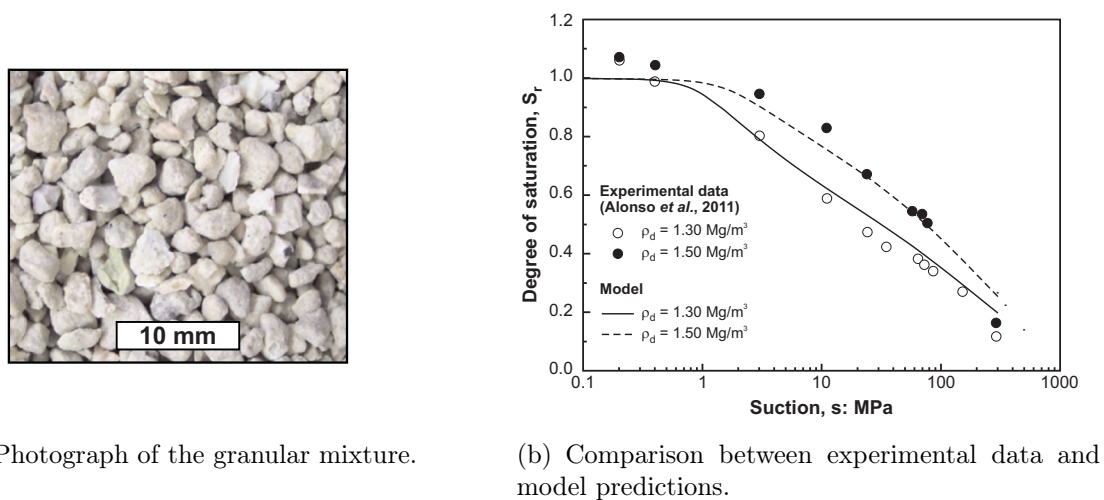 10 mm
Photograph of the granular mixture.
Degree of saturation, Sᵣ
1.2
1.0
0.8
0.6
0.4
0.2
0.0
Experimental data
(Alonso et al., 2011)
ρd = 1.30 Mg/m³
ρd = 1.50 Mg/m³
Model
ρd = 1.30 Mg/m³
ρd = 1.50 Mg/m³
0.1 1 10 100 1000
Suction, s: MPa
(b) Comparison between experimental data and
model predictions.